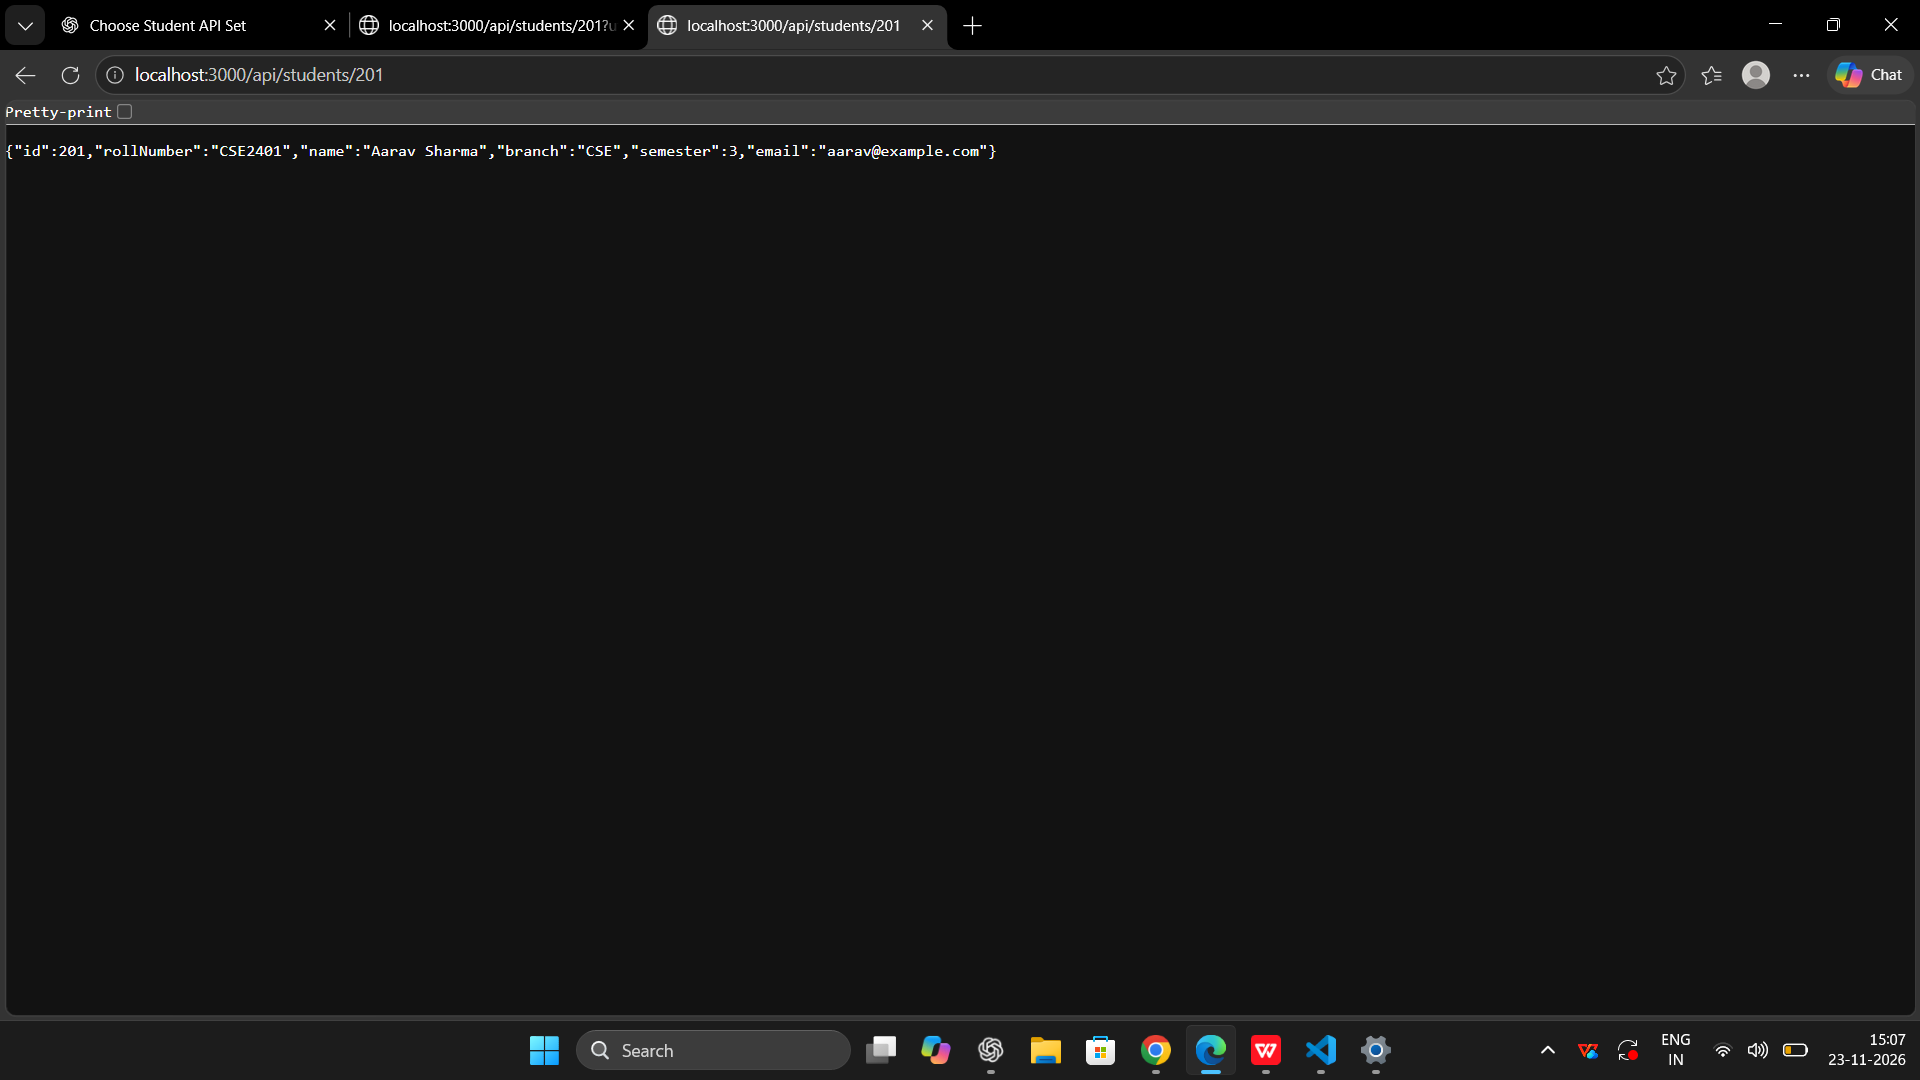 Choose Student API Set
localhost:3000/api/students/201?u
localhost:3000/api/students/201
localhost:3000/api/students/201
Chat
Pretty-print
{"id":201,"rollNumber":"CSE2401","name":"Aarav Sharma","branch":"CSE","semester":3,"email":"aarav@example.com"}
Search
ENG
IN
15:07
23-11-2026